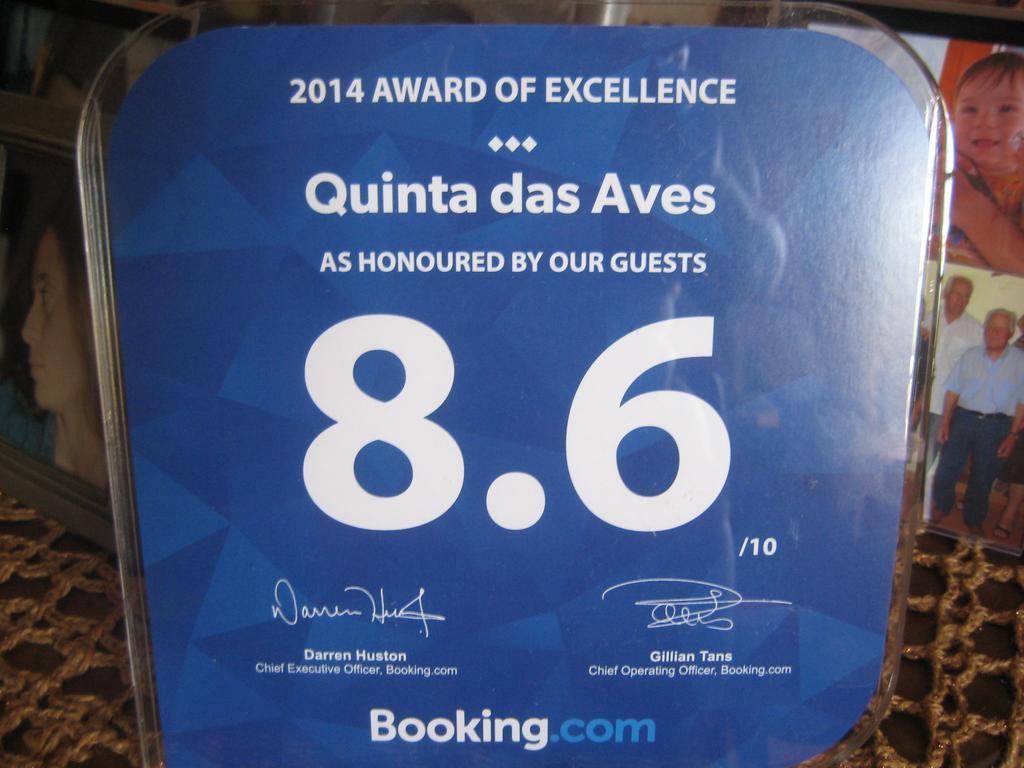 2014 AWARD OF EXCELLENCE
Quinta das Aves
AS HONOURED BY OUR GUESTS
8.6
/10
Darren Huston
Chief Executive Officer, Booking.com
Gillian Tans
Chief Operating Officer, Booking.com
Booking.com